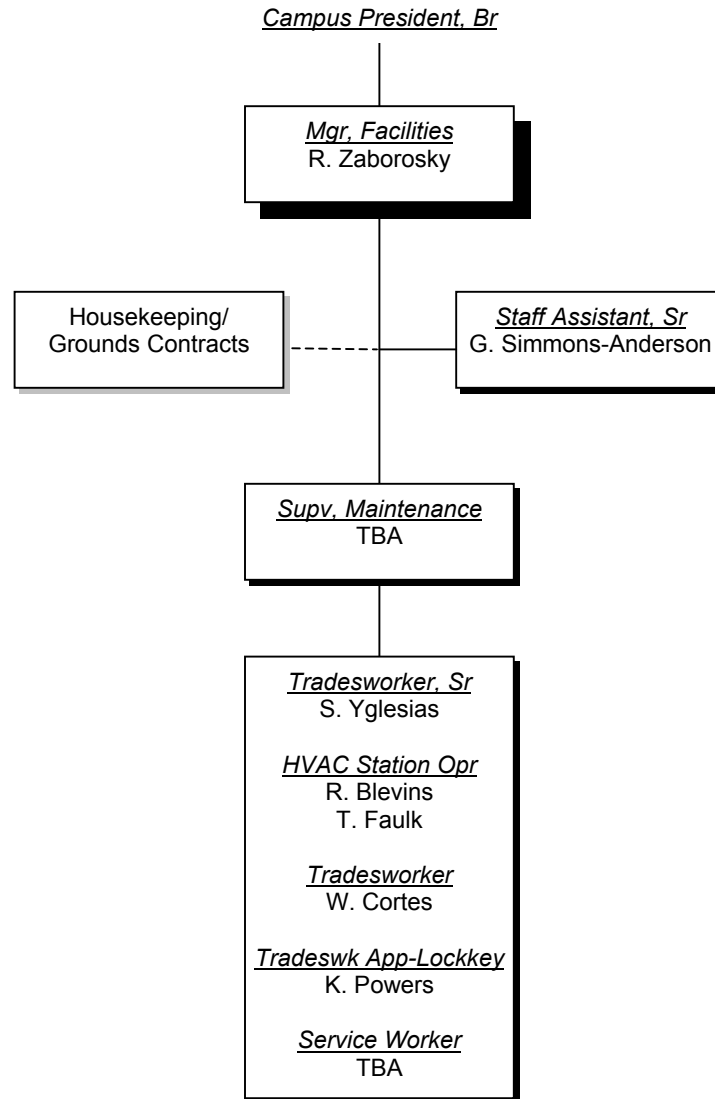 Campus President, Br
Mgr, Facilities
R. Zaborosky
Housekeeping/
Grounds Contracts
Staff Assistant, Sr
G. Simmons-Anderson
Supv, Maintenance
TBA
Tradesworker, Sr
S. Yglesias
HVAC Station Opr
R. Blevins
T. Faulk
Tradesworker
W. Cortes
Tradeswk App-Lockkey
K. Powers
Service Worker
TBA